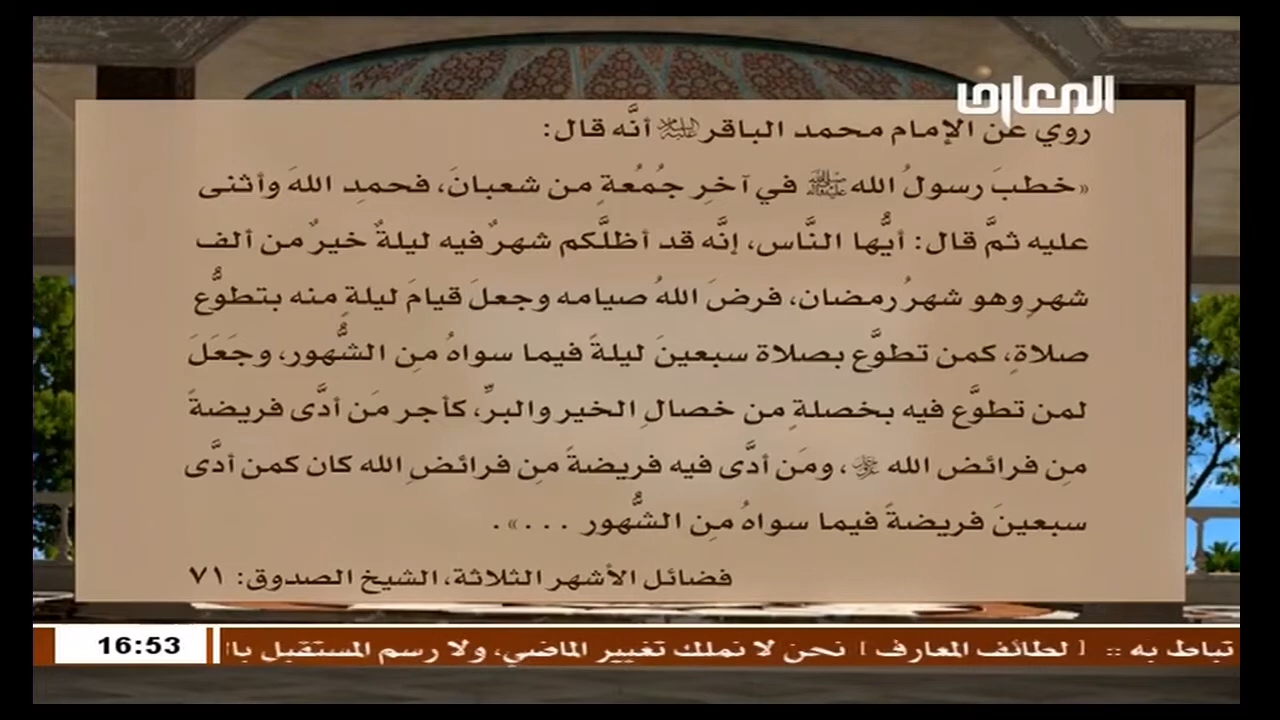 المعارف
روي عن الإمام محمد الباقر عليه السلام أنَّه قال:
«خطبَ رسولُ الله ﷺ في آخرِ جُمُعةٍ من شعبانَ، فحمدِ اللهَ وأثنى
عليه ثمَّ قال: أيُّها النَّاس، إنَّه قد أظلَّكم شهرٌ فيه ليلةٌ خيرٌ من ألف
شهرٍ وهو شهرُ رمضان، فرضَ اللهُ صيامه وجعلَ قيامَ ليلةٍ منه بتطوُّع
صلاةٍ، كمن تطوَّع بصلاة سبعينَ ليلةً فيما سواهُ مِن الشُّهور، وجَعَلَ
لمن تطوَّع فيه بخصلةٍ من خصالِ الخير والبرِّ، كأجر مَن أدَّى فريضةً
مِن فرائض الله ، ومَن أدَّى فيه فريضةً مِن فرائضِ الله كان كمن أدَّى
سبعينَ فريضةً فيما سواهُ مِن الشُّهور ...».
فضائل الأشهر الثلاثة، الشيخ الصدوق: ٧١
تباط به :: [ لطائف المعارف ] نحن لا نملك تغيير الماضي، ولا رسم المستقبل بال
16:53